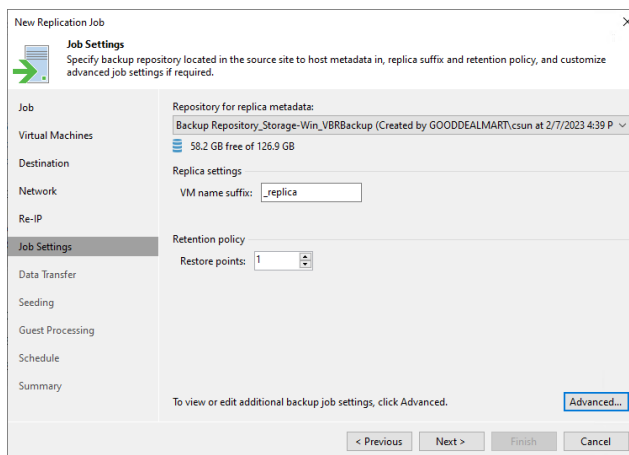 New Replication Job
Job Settings
Specify backup repository located in the source site to host metadata in, replica suffix and retention policy, and customize
advanced job settings if required.
Job
Virtual Machines
Destination
Network
Re-IP
Job Settings
Data Transfer
Seeding
Guest Processing
Schedule
Summary
Repository for replica metadata:
Backup Repository_Storage-Win_VBRBackup (Created by GOODDEALMART\csun at 2/7/2023 4:39 P
58.2 GB free of 126.9 GB
Replica settings
VM name suffix: _replica
Retention policy
Restore points: 1
To view or edit additional backup job settings, click Advanced.
Advanced...
< Previous
Next >
Finish
Cancel